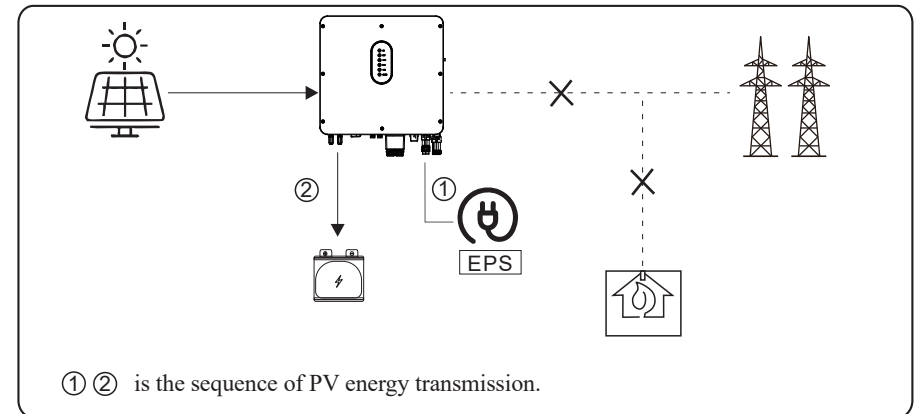 ② ①
EPS
① ② is the sequence of PV energy transmission.